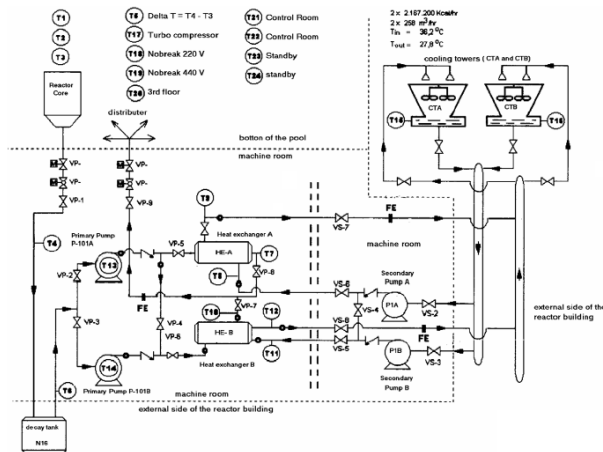 T1
T2
T3
T5 Delta T = T4 - T3
T17 Turbo compressor
T18 Nobreak 220 V
T19 Nobreak 440 V
T20 3rd floor
T21 Control Room
T22 Control Room
T23 Standby
T24 standby
2 x 2.167.200 Kcal/hr
2 x 258 m³/hr
Tin = 36,2 °C
Tout = 27,8 °C
cooling towers ( CTA and CTB)
CTA
CTB
T15
T16
Reactor
Core
distributer
botton of the pool
machine room
VP-
VP-
VP-
VP-
VP-1
VP-9
T4
Primary Pump
P-101A
T13
VP-5
Heat exchanger A
HE-A
T9
T7
VP-8
T8
FE
VS-7
machine room
VP-2
VP-3
VP-4
VP-6
FE
VP-7
T10
T12
HE- B
T11
Heat exchanger B
VS-6
VS-4
VS-8
VS-5
Secondary
Pump A
P1A
VS-2
FE
P1B
VS-3
Secondary
Pump B
external side of the
reactor building
T14
Primary Pump P-101B
T6
machine room
external side of the reactor building
decay tank
N16